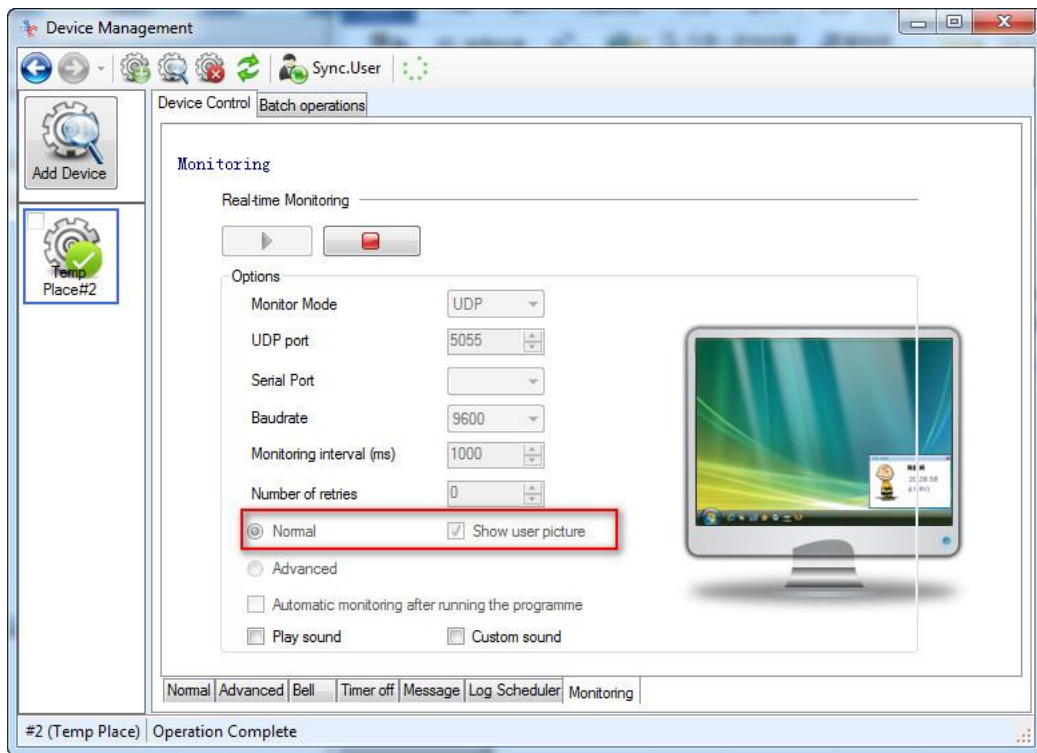 Device Management
Sync.User
Add Device
Temp
Place#2
Device Control Batch operations
Monitoring
Real-time Monitoring
Options
Monitor Mode UDP
UDP port 5055
Serial Port
Baudrate 9600
Monitoring interval (ms) 1000
Number of retries 0
Normal Show user picture
Advanced
Automatic monitoring after running the programme
Play sound Custom sound
20:28:58
Normal Advanced Bell Timer off Message Log Scheduler Monitoring
#2 (Temp Place) Operation Complete